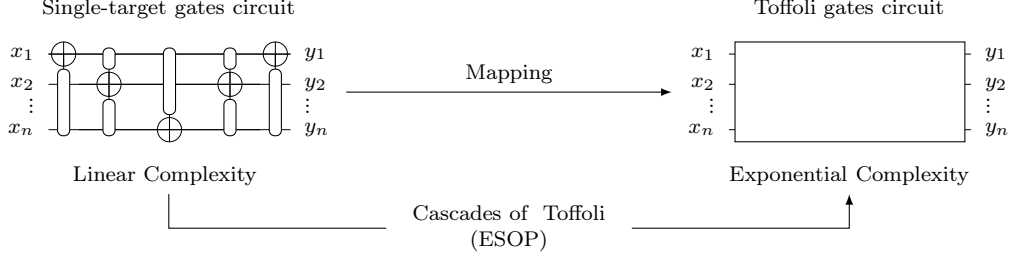 Single-target gates circuit
Toffoli gates circuit
x1 y1
x2 y2
⋮ ⋮
xn yn
Mapping
x1 y1
x2 y2
⋮ ⋮
xn yn
Linear Complexity
Exponential Complexity
Cascades of Toffoli
(ESOP)